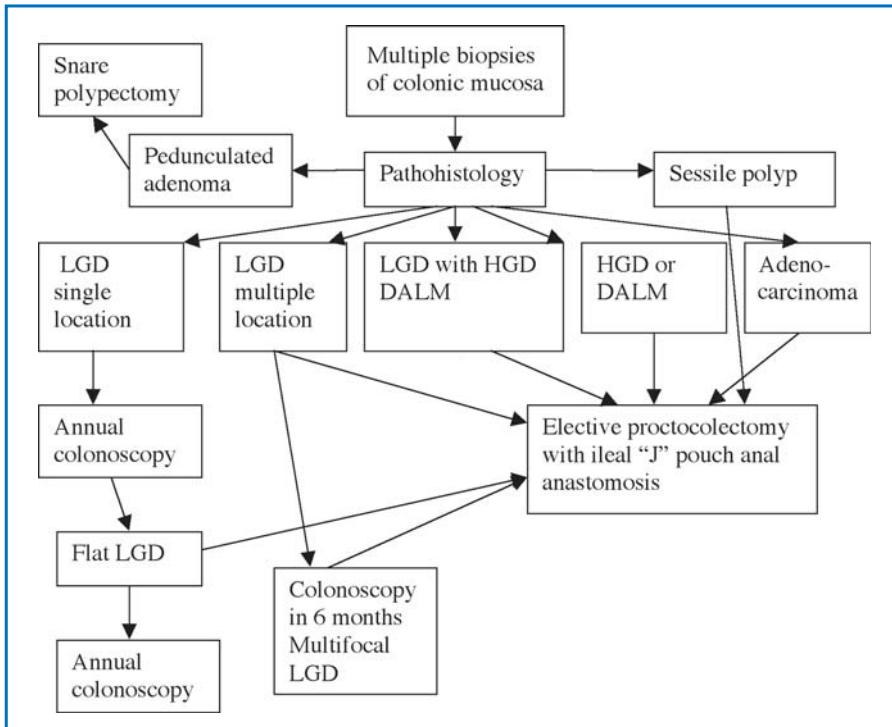 Snare
polypectomy
Multiple biopsies
of colonic mucosa
Pedunculated
adenoma
Pathohistology
Sessile polyp
LGD
single
location
LGD
multiple
location
LGD with HGD
DALM
HGD or
DALM
Adeno-
carcinoma
Annual
colonoscopy
Elective proctocolectomy
with ileal “J” pouch anal
anastomosis
Flat LGD
Colonoscopy
in 6 months
Multifocal
LGD
Annual
colonoscopy